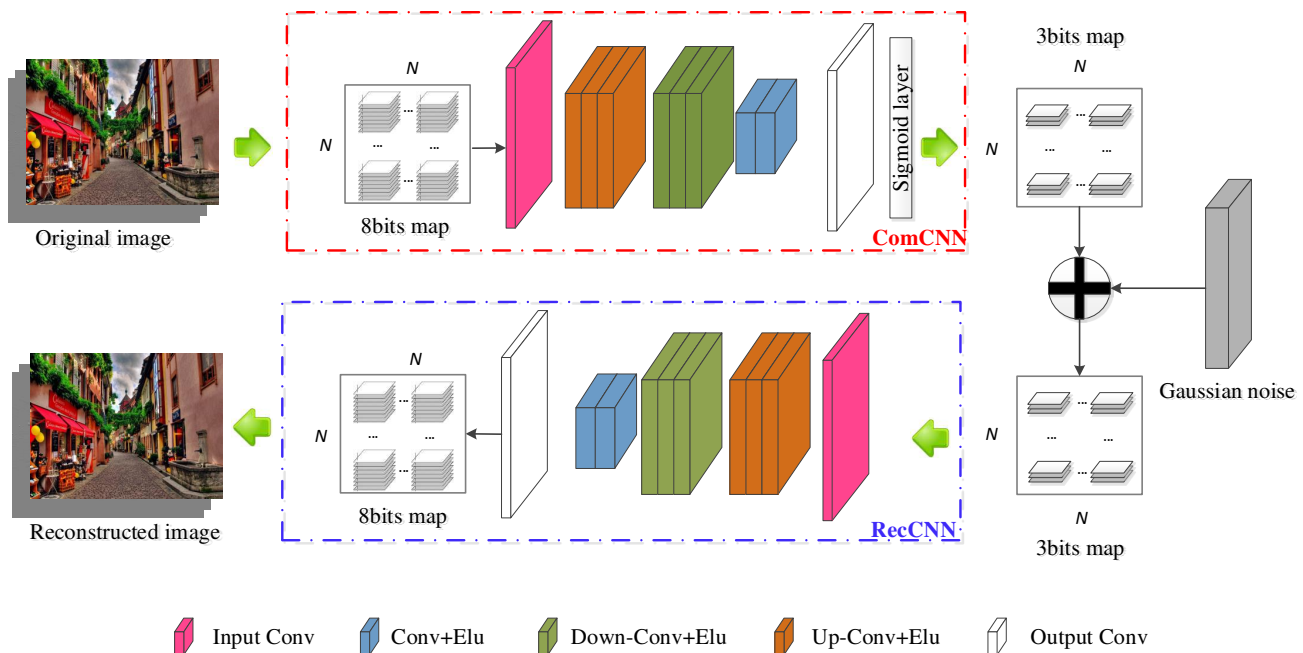 Original image
N
N
...
...
...
...
8bits map
Sigmoid layer
ComCNN
3bits map
N
N
...
...
...
...
Gaussian noise
N
...
...
...
...
N
3bits map
RecCNN
N
N
...
...
...
...
8bits map
Reconstructed image
Input Conv
Conv+Elu
Down-Conv+Elu
Up-Conv+Elu
Output Conv